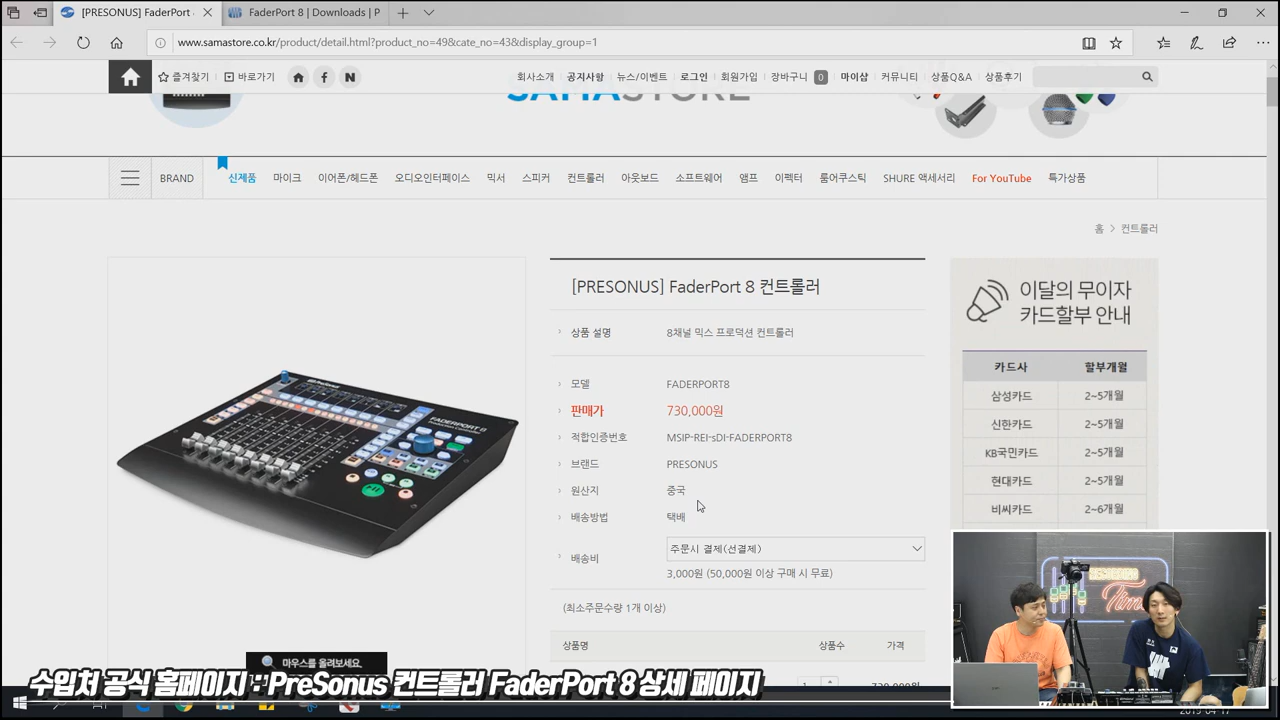 [PRESONUS] FaderPort
FaderPort 8 | Downloads | P
www.samastore.co.kr/product/detail.html?product_no=49&cate_no=43&display_group=1
즐겨찾기 바로가기 f N 회사소개 공지사항 뉴스/이벤트 로그인 회원가입 장바구니 0 마이샵 커뮤니티 상품Q&A 상품후기
SAMASTORE
BRAND 신제품 마이크 이어폰/헤드폰 오디오인터페이스 믹서 스피커 컨트롤러 아웃보드 소프트웨어 앰프 이펙터 룸어쿠스틱 SHURE 액세서리 For YouTube 특가상품
홈 > 컨트롤러
[PRESONUS] FaderPort 8 컨트롤러
상품 설명 8채널 믹스 프로덕션 컨트롤러
모델 FADERPORT8
판매가 730,000원
적합인증번호 MSIP-REI-sDI-FADERPORT8
브랜드 PRESONUS
원산지 중국
배송방법 택배
배송비 주문시 결제(선결제)
3,000원 (50,000원 이상 구매 시 무료)
(최소주문수량 1개 이상)
상품명 상품수 가격
이달의 무이자
카드할부 안내
카드사 할부개월
삼성카드 2~5개월
신한카드 2~5개월
KB국민카드 2~5개월
현대카드 2~5개월
비씨카드 2~6개월
PreSonus
FADERPORT 8
마우스를 올려보세요.
Time
수입처 공식 홈페이지 - PreSonus 컨트롤러 FaderPort 8 상세 페이지
2019-04-17